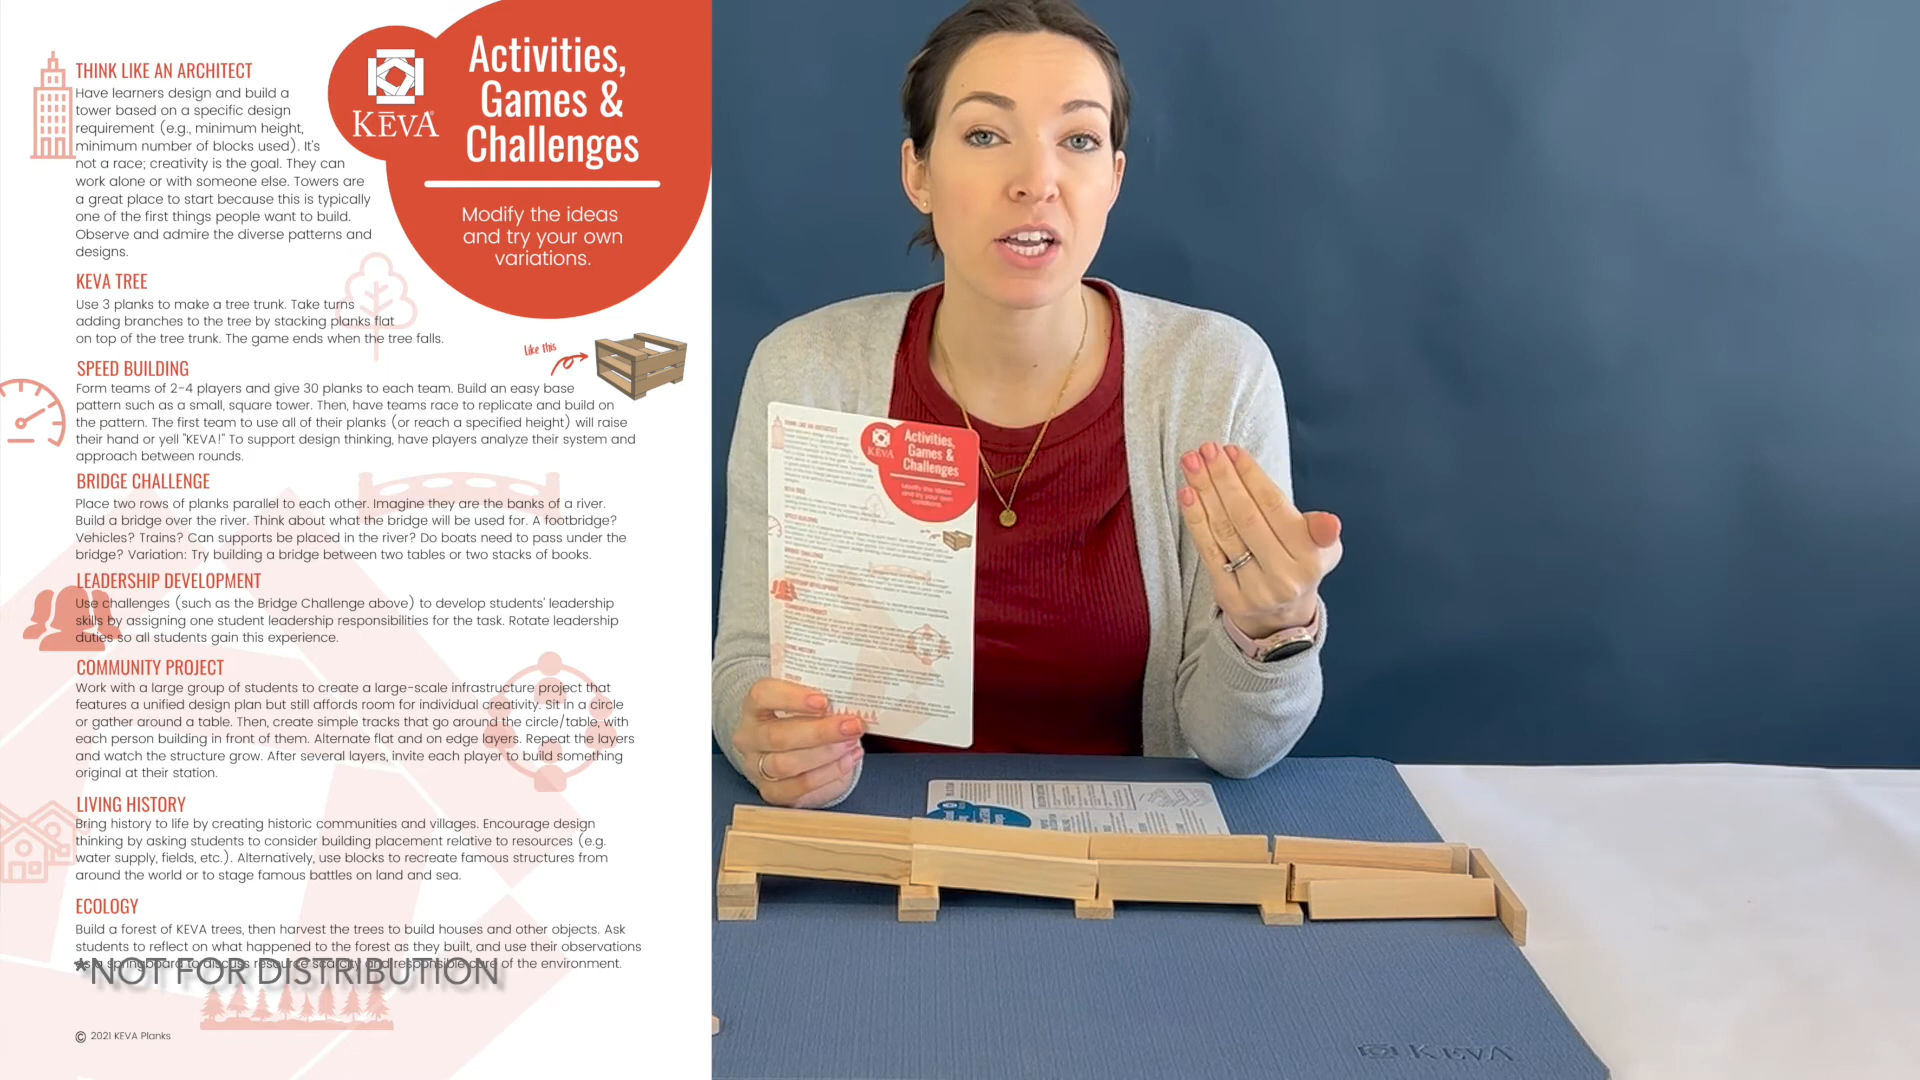 THINK LIKE AN ARCHITECT
Have learners design and build a
tower based on a specific design
requirement (e.g., minimum height,
minimum number of blocks used). It's
not a race; creativity is the goal. They can
work alone or with someone else. Towers are
a great place to start because this is typically
one of the first things people want to build.
Observe and admire the diverse patterns and
designs.
KEVA
Activities,
Games &
Challenges
Modify the ideas
and try your own
variations.
KEVA TREE
Use 3 planks to make a tree trunk. Take turns
adding branches to the tree by stacking planks flat
on top of the tree trunk. The game ends when the tree falls.
Like this
SPEED BUILDING
Form teams of 2-4 players and give 30 planks to each team. Build an easy base
pattern such as a small, square tower. Then, have teams race to replicate and build on
the pattern. The first team to use all of their planks (or reach a specified height) will raise
their hand or yell "KEVA!" To support design thinking, have players analyze their system and
approach between rounds.
BRIDGE CHALLENGE
Place two rows of planks parallel to each other. Imagine they are the banks of a river.
Build a bridge over the river. Think about what the bridge will be used for. A footbridge?
Vehicles? Trains? Can supports be placed in the river? Do boats need to pass under the
bridge? Variation: Try building a bridge between two tables or two stacks of books.
LEADERSHIP DEVELOPMENT
Use challenges (such as the Bridge Challenge above) to develop students' leadership
skills by assigning one student leadership responsibilities for the task. Rotate leadership
duties so all students gain this experience.
COMMUNITY PROJECT
Work with a large group of students to create a large-scale infrastructure project that
features a unified design plan but still affords room for individual creativity. Sit in a circle
or gather around a table. Then, create simple tracks that go around the circle/table, with
each person building in front of them. Alternate flat and on edge layers. Repeat the layers
and watch the structure grow. After several layers, invite each player to build something
original at their station.
LIVING HISTORY
Bring history to life by creating historic communities and villages. Encourage design
thinking by asking students to consider building placement relative to resources (e.g.
water supply, fields, etc.). Alternatively, use blocks to recreate famous structures from
around the world or to stage famous battles on land and sea.
ECOLOGY
Build a forest of KEVA trees, then harvest the trees to build houses and other objects. Ask
students to reflect on what happened to the forest as they built, and use their observations
as a springboard to discuss resource scarcity and responsible care of the environment.
*NOT FOR DISTRIBUTION
© 2021 KEVA Planks
THINK LIKE AN ARCHITECT
KEVA
Activities,
Games &
Challenges
Modify the ideas
and try your own
variations.
KEVA